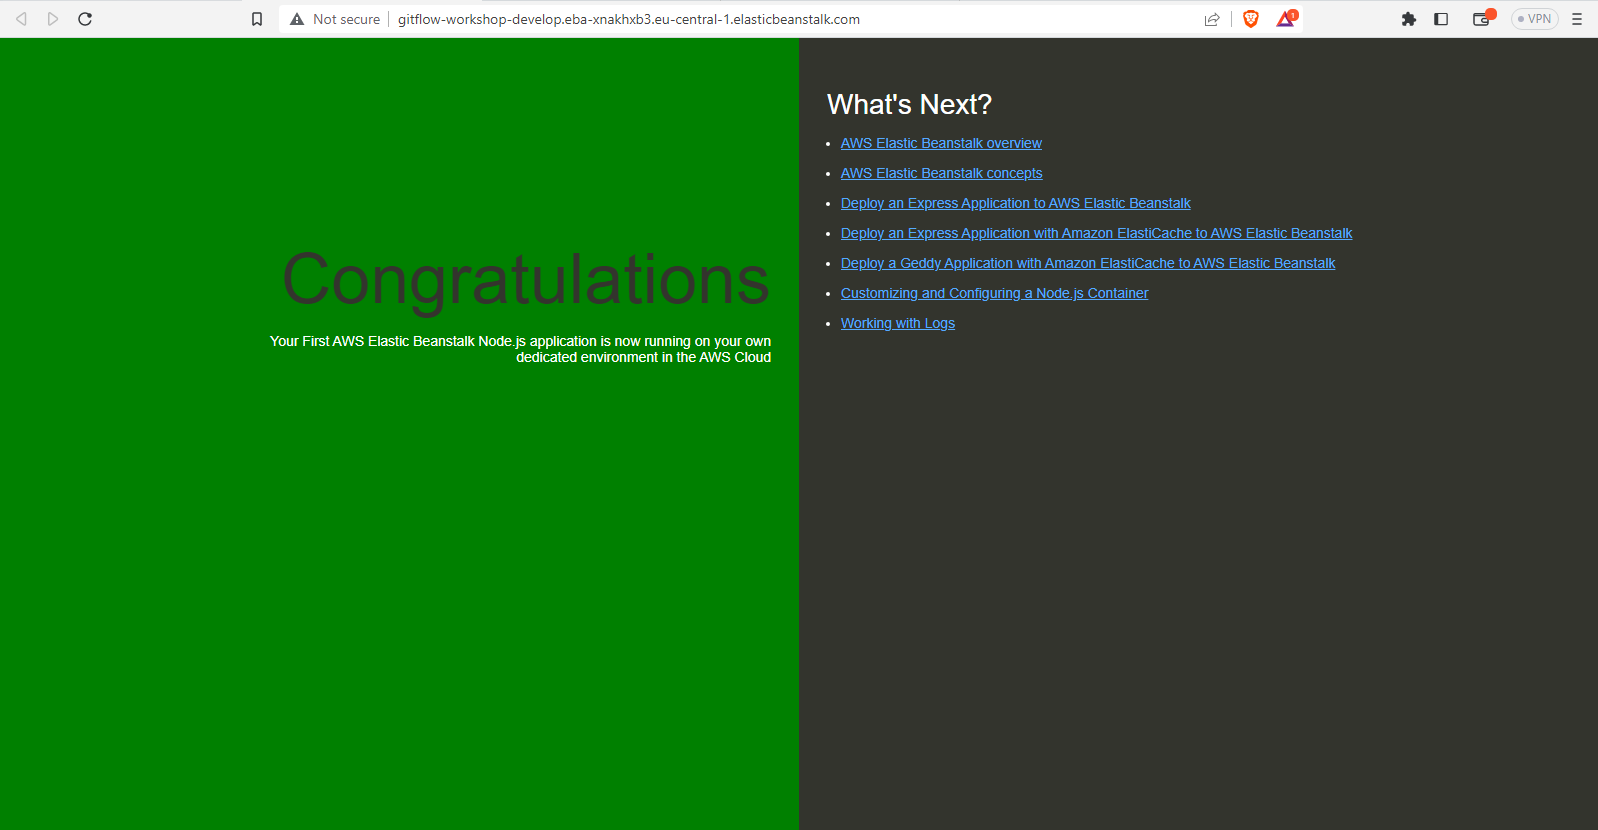 Not secure
gitflow-workshop-develop.eba-xnakhxb3.eu-central-1.elasticbeanstalk.com
1
VPN
Congratulations
Your First AWS Elastic Beanstalk Node.js application is now running on your own
dedicated environment in the AWS Cloud
What's Next?
AWS Elastic Beanstalk overview
AWS Elastic Beanstalk concepts
Deploy an Express Application to AWS Elastic Beanstalk
Deploy an Express Application with Amazon ElastiCache to AWS Elastic Beanstalk
Deploy a Geddy Application with Amazon ElastiCache to AWS Elastic Beanstalk
Customizing and Configuring a Node.js Container
Working with Logs